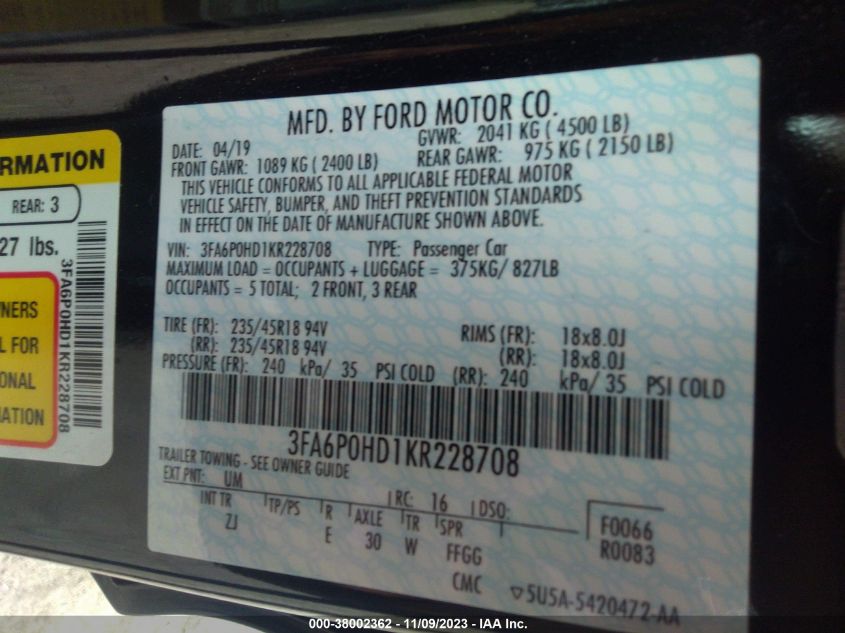 RMATION
REAR: 3
27 lbs.
3FA6P0HD1KR228708
NERS
L FOR
ONAL
ATION
MFD. BY FORD MOTOR CO.
DATE: 04/19 GVWR: 2041 KG ( 4500 LB)
FRONT GAWR: 1089 KG ( 2400 LB) REAR GAWR: 975 KG ( 2150 LB)
THIS VEHICLE CONFORMS TO ALL APPLICABLE FEDERAL MOTOR
VEHICLE SAFETY, BUMPER, AND THEFT PREVENTION STANDARDS
IN EFFECT ON THE DATE OF MANUFACTURE SHOWN ABOVE.
VIN: 3FA6P0HD1KR228708 TYPE: Passenger Car
MAXIMUM LOAD = OCCUPANTS + LUGGAGE = 375KG/ 827LB
OCCUPANTS = 5 TOTAL; 2 FRONT, 3 REAR
TIRE (FR): 235/45R18 94V RIMS (FR): 18x8.0J
(RR): 235/45R18 94V (RR): 18x8.0J
PRESSURE (FR): 240 kPa/ 35 PSI COLD (RR): 240 kPa/ 35 PSI COLD
3FA6P0HD1KR228708
TRAILER TOWING - SEE OWNER GUIDE
EXT PNT: UM RC: 16 DSO:
INT TR TP/PS R AXLE TR SPR F0066
ZJ E 30 W FFGG R0083
CMC 5U5A-5420472-AA
000-38002362 - 11/09/2023 - IAA Inc.